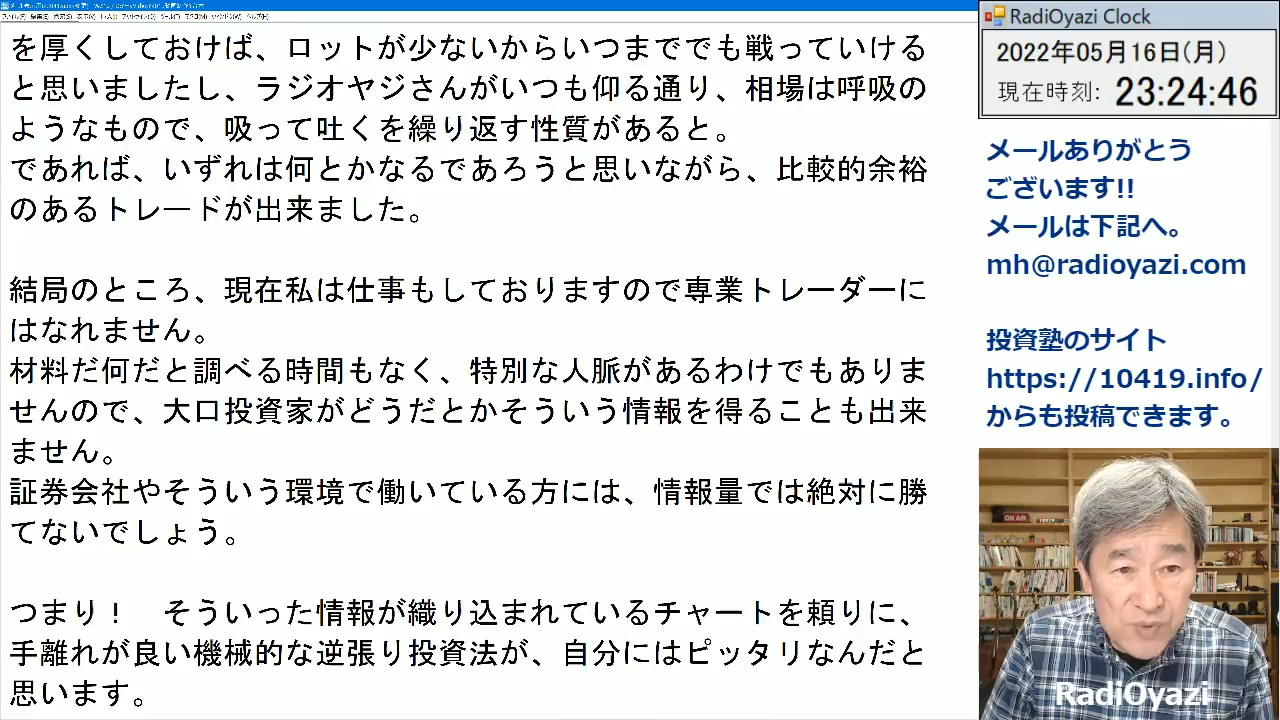 を厚くしておけば、ロットが少ないからいつまででも戦っていける
と思いましたし、ラジオヤジさんがいつも仰る通り、相場は呼吸の
ようなもので、吸って吐くを繰り返す性質があると。
であれば、いずれは何とかなるであろうと思いながら、比較的余裕
のあるトレードが出来ました。
結局のところ、現在私は仕事もしておりますので専業トレーダーに
はなれません。
材料だ何だと調べる時間もなく、特別な人脈があるわけでもありま
せんので、大口投資家がどうだとかそういう情報を得ることも出来
ません。
証券会社やそういう環境で働いている方には、情報量では絶対に勝
てないでしょう。
つまり！　そういった情報が織り込まれているチャートを頼りに、
手離れが良い機械的な逆張り投資法が、自分にはピッタリなんだと
思います。
RadiOyazi Clock
2022年05月16日(月)
現在時刻: 23:24:46
メールありがとう
ございます!!
メールは下記へ。
mh@radioyazi.com
投資塾のサイト
https://10419.info/
からも投稿できます。
ON AIR
RadiOyazi